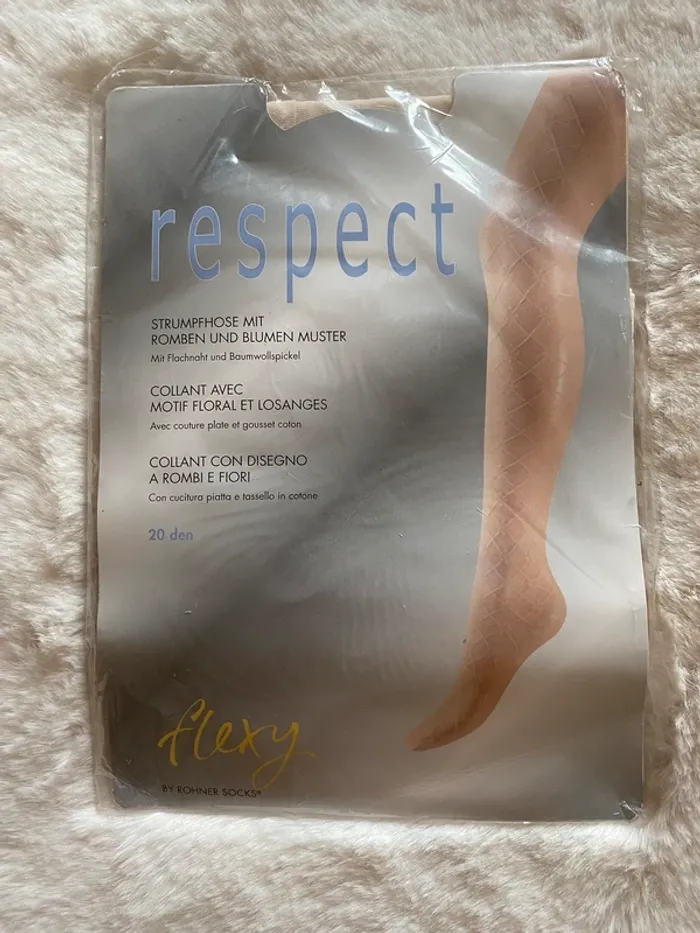 respect
STRUMPFHOSE MIT
ROMBEN UND BLUMEN MUSTER
Mit Flachnaht und Baumwollspickel
COLLANT AVEC
MOTIF FLORAL ET LOSANGES
Avec couture plate et gousset coton
COLLANT CON DISEGNO
A ROMBI E FIORI
Con cucitura piatta e tassello in cotone
20 den
flexy
BY ROHNER SOCKS®